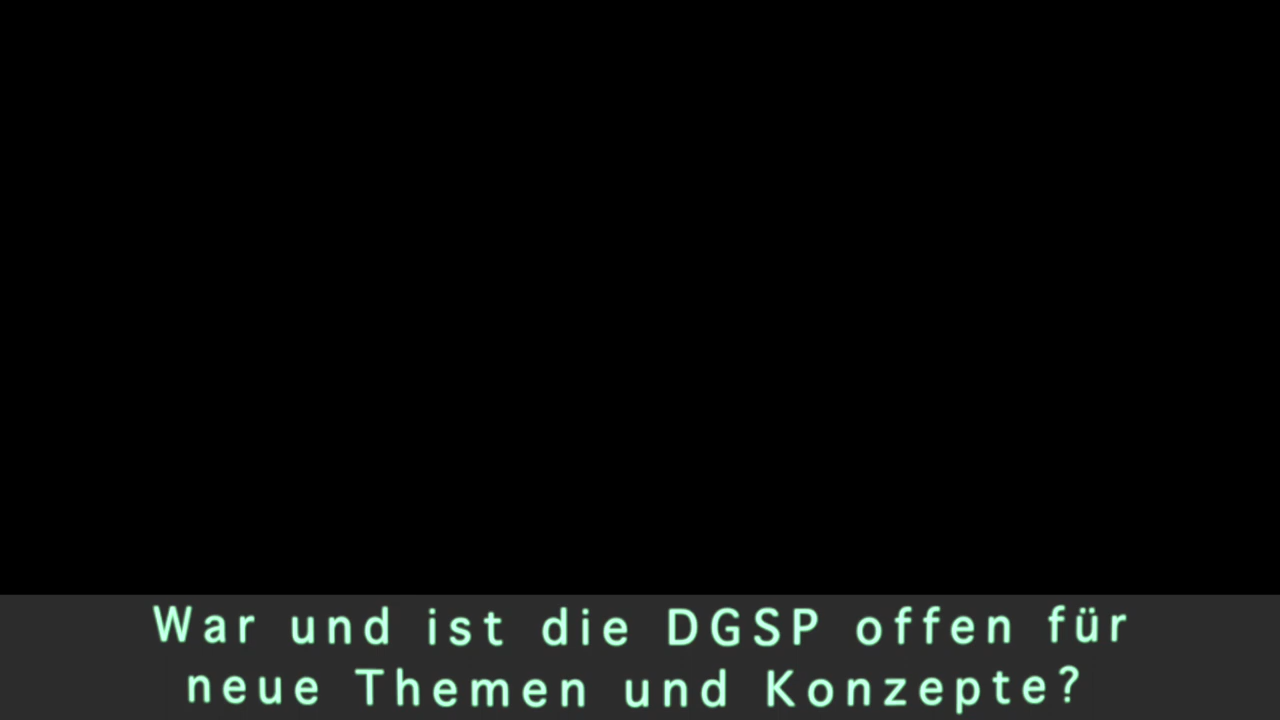 War und ist die DGSP offen für
neue Themen und Konzepte?